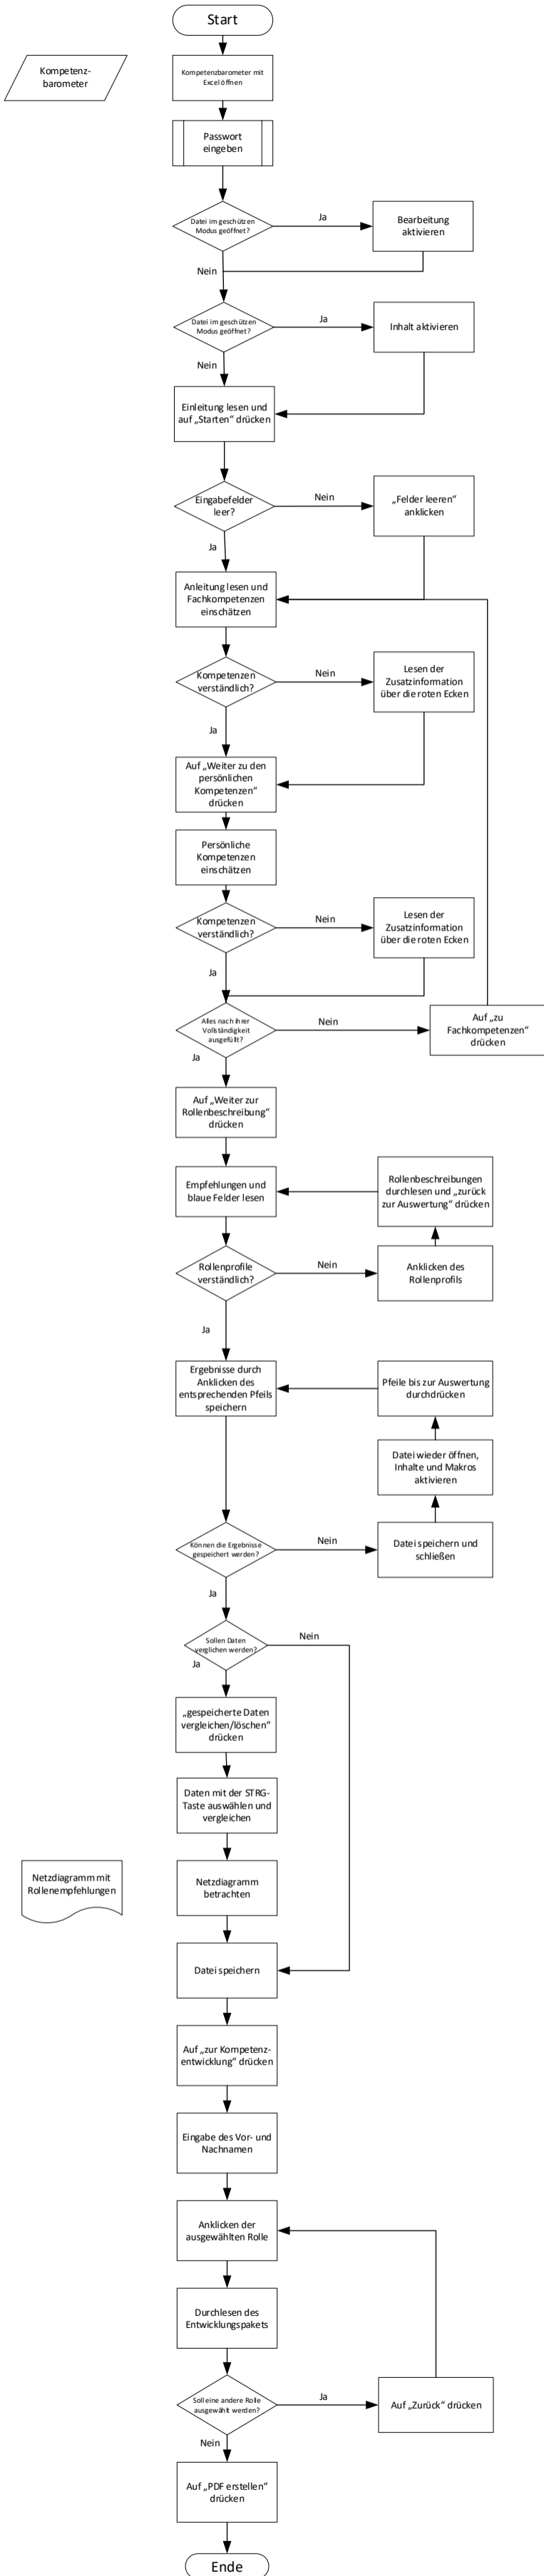 Start
Kompetenz-
barometer
Kompetenzbarometer mit
Excel öffnen
Passwort
eingeben
Datei im geschützen
Modus geöffnet?
Ja
Bearbeitung
aktivieren
Nein
Datei im geschützen
Modus geöffnet?
Ja
Inhalt aktivieren
Nein
Einleitung lesen und
auf „Starten“ drücken
Eingabefelder
leer?
Nein
„Felder leeren“
anklicken
Ja
Anleitung lesen und
Fachkompetenzen
einschätzen
Kompetenzen
verständlich?
Nein
Lesen der
Zusatzinformation
über die roten Ecken
Ja
Auf „Weiter zu den
persönlichen
Kompetenzen“
drücken
Persönliche
Kompetenzen
einschätzen
Kompetenzen
verständlich?
Nein
Lesen der
Zusatzinformation
über die roten Ecken
Ja
Alles nach ihrer
Vollständigkeit
ausgefüllt?
Nein
Auf „zu
Fachkompetenzen“
drücken
Ja
Auf „Weiter zur
Rollenbeschreibung“
drücken
Empfehlungen und
blaue Felder lesen
Rollenbeschreibungen
durchlesen und „zurück
zur Auswertung“ drücken
Rollenprofile
verständlich?
Nein
Anklicken des
Rollenprofils
Ja
Ergebnisse durch
Anklicken des
entsprechenden Pfeils
speichern
Pfeile bis zur Auswertung
durchdrücken
Datei wieder öffnen,
Inhalte und Makros
aktivieren
Können die Ergebnisse
gespeichert werden?
Nein
Datei speichern und
schließen
Ja
Sollen Daten
verglichen werden?
Nein
Ja
„gespeicherte Daten
vergleichen/löschen“
drücken
Daten mit der STRG-
Taste auswählen und
vergleichen
Netzdiagramm mit
Rollenempfehlungen
Netzdiagramm
betrachten
Datei speichern
Auf „zur Kompetenz-
entwicklung“ drücken
Eingabe des Vor- und
Nachnamen
Anklicken der
ausgewählten Rolle
Durchlesen des
Entwicklungspakets
Soll eine andere Rolle
ausgewählt werden?
Ja
Auf „Zurück“ drücken
Nein
Auf „PDF erstellen“
drücken
Ende